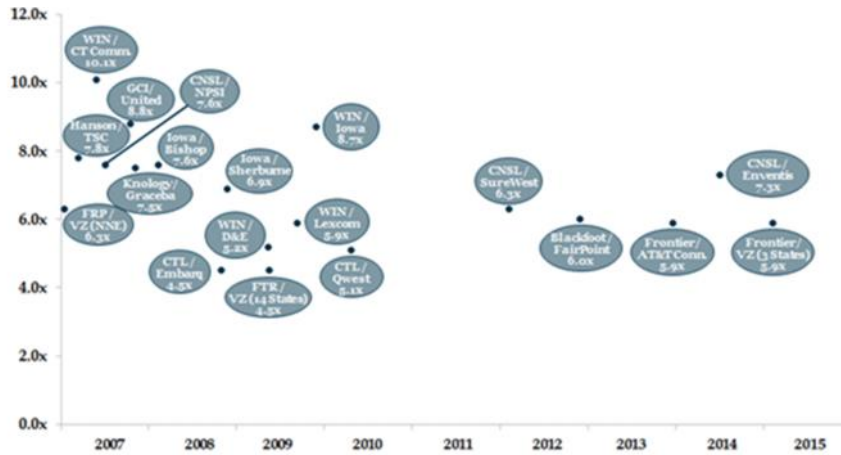 12.0x
10.0x
8.0x
6.0x
4.0x
2.0x
0.0x
WIN /
CT Comm.
10.1x
GCI/
United
8.8x
CNSL /
NPSI
7.6x
Hanson/
TSC
7.8x
Iowa /
Bishop
7.6x
Knology/
Graceba
7.5x
FRP /
VZ (NNE)
6.3x
Iowa /
Sherburne
6.9x
WIN /
Iowa
8.7x
WIN /
D&E
5.2x
WIN /
Lexcom
5.9x
CTL /
Embarq
4.5x
FTR /
VZ (14 States)
4.5x
CTL /
Qwest
5.1x
CNSL /
SureWest
6.3x
Blackfoot/
FairPoint
6.0x
Frontier/
AT&T Conn.
5.9x
CNSL /
Enventis
7.3x
Frontier/
VZ (3 States)
5.9x
2007
2008
2009
2010
2011
2012
2013
2014
2015